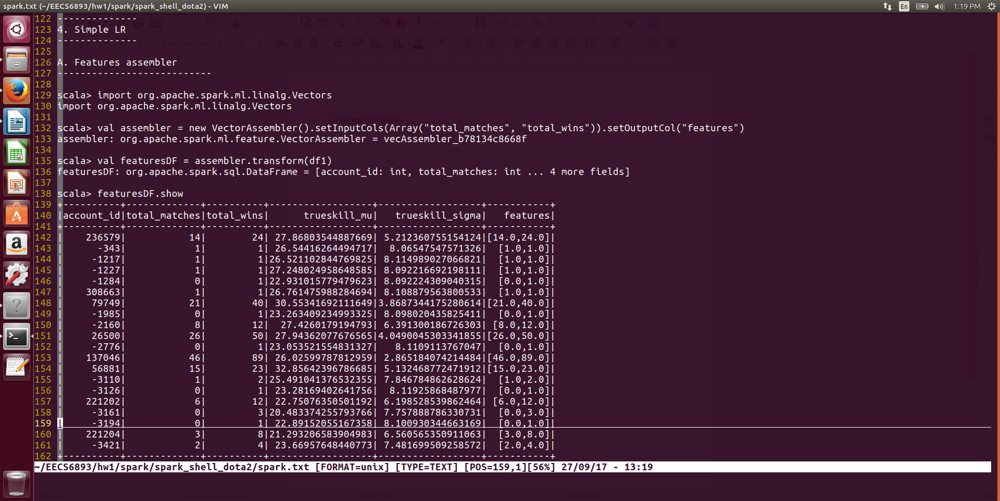 spark.txt (~/EECS6893/hw1/spark/spark_shell_dota2) - VIM
En
1:19 PM
122 --------------
123 4. Simple LR
124 --------------
125
126 A. Features assembler
127 ---------------------------
128
129 scala> import org.apache.spark.ml.linalg.Vectors
130 import org.apache.spark.ml.linalg.Vectors
131
1. Hadoop Installation
132 scala> val assembler = new VectorAssembler().setInputCols(Array("total_matches", "total_wins")).setOutputCol("features")
133 assembler: org.apache.spark.ml.feature.VectorAssembler = vecAssembler_b78134c8668f
134
135 scala> val featuresDF = assembler.transform(df1)
136 featuresDF: org.apache.spark.sql.DataFrame = [account_id: int, total_matches: int ... 4 more fields]
137
138 scala> featuresDF.show
139 +----------+-------------+----------+------------------+------------------+-----------+
140 |account_id|total_matches|total_wins|      trueskill_mu|   trueskill_sigma|   features|
141 +----------+-------------+----------+------------------+------------------+-----------+
142 |    236579|           14|        24| 27.86803544887669| 5.212360755154124|[14.0,24.0]|
143 |      -343|            1|         1| 26.54416264494717|  8.06547547571326|  [1.0,1.0]|
144 |     -1217|            1|         1|26.521102844769825| 8.114989027066821|  [1.0,1.0]|
145 |     -1227|            1|         1|27.248024958648585| 8.092216692198111|  [1.0,1.0]|
146 |     -1284|            0|         1|22.931015779479623| 8.092224309040315|  [0.0,1.0]|
147 |    308663|            1|         1|26.761475988284694| 8.108879563800533|  [1.0,1.0]|
148 |     79749|           21|        40| 30.55341692111649|3.8687344175280614|[21.0,40.0]|
149 |     -1985|            0|         1|23.263409234993325| 8.098020435825411|  [0.0,1.0]|
150 |     -2160|            8|        12|  27.4260179194793| 6.391300186726303| [8.0,12.0]|
151 |     26500|           26|        50| 27.94362077676565|4.0490045303341855|[26.0,50.0]|
152 |     -2776|            0|         1|23.053521554831327|   8.1109113767047|  [0.0,1.0]|
153 |    137046|           46|        89| 26.02599787812959| 2.865184074214484|[46.0,89.0]|
154 |     56881|           15|        23| 32.85642396786685| 5.132468772471912|[15.0,23.0]|
155 |     -3110|            1|         2|25.491041376532355| 7.846784862628624|  [1.0,2.0]|
156 |     -3126|            0|         1| 23.28169402641756|  8.11925868487977|  [0.0,1.0]|
157 |    221202|            6|        12| 22.75076350501192| 6.198528539862464| [6.0,12.0]|
158 |     -3161|            0|         3|20.483374255793766| 7.757888786330731|  [0.0,3.0]|
159 |     -3194|            0|         1| 22.89152055167358| 8.100930344663169|  [0.0,1.0]|
160 |    221204|            3|         8|21.293206583904983| 6.560565350911063|  [3.0,8.0]|
161 |     -3421|            2|         4| 23.66957648440773| 7.481699509258572|  [2.0,4.0]|
162 +----------+-------------+----------+------------------+------------------+-----------+
~/EECS6893/hw1/spark/spark_shell_dota2/spark.txt [FORMAT=unix] [TYPE=TEXT] [POS=159,1][56%] 27/09/17 - 13:19